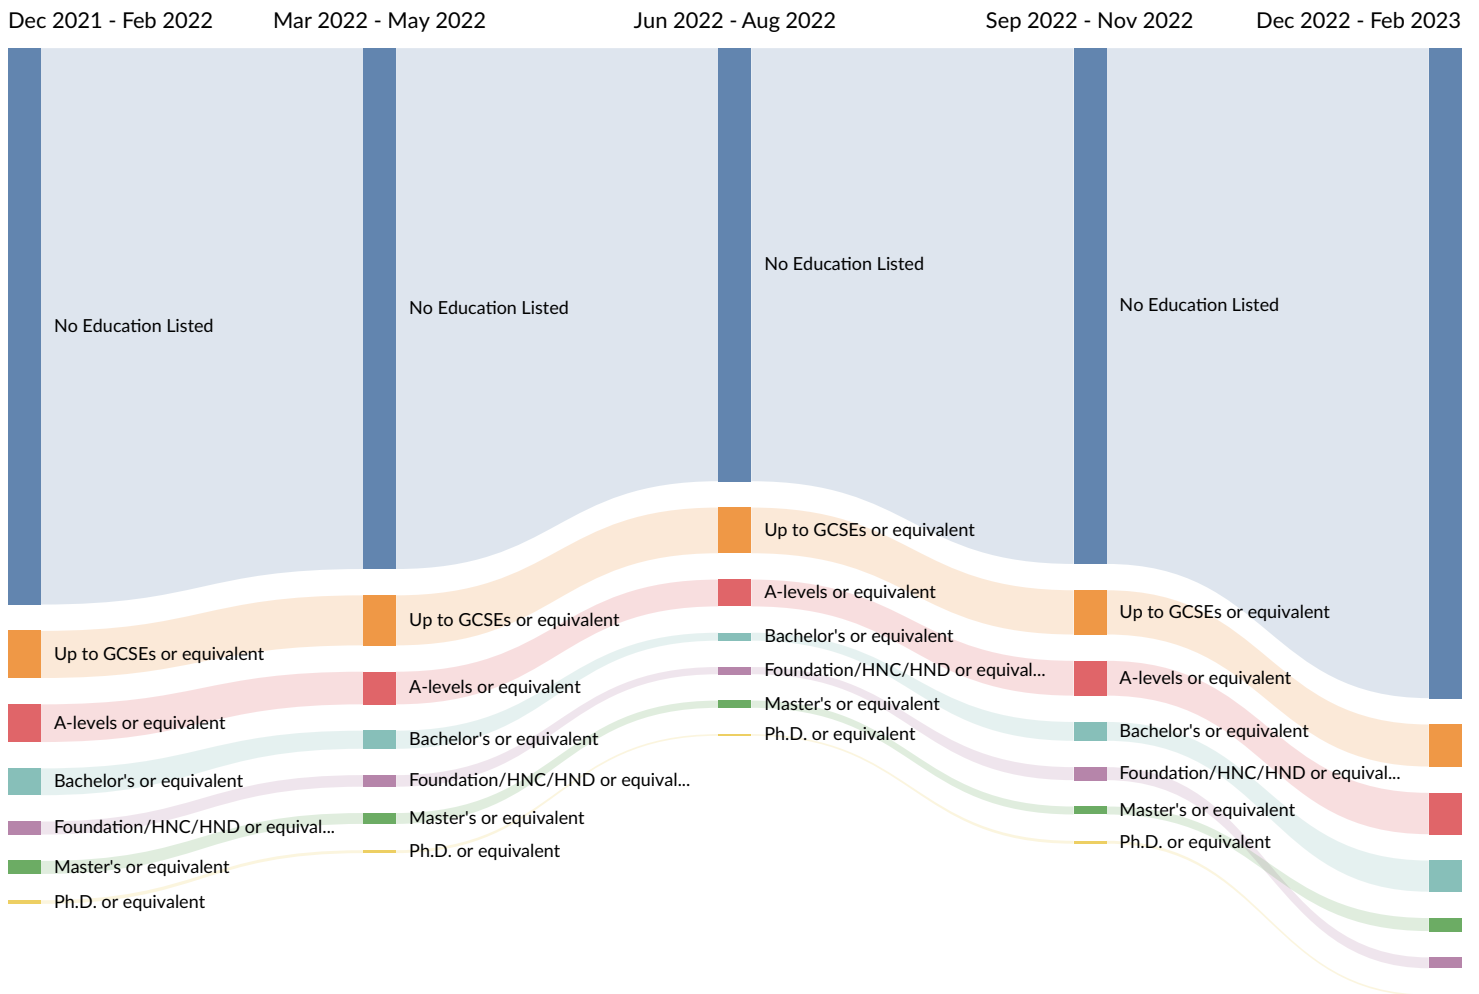 Dec 2021 - Feb 2022
Mar 2022 - May 2022
Jun 2022 - Aug 2022
Sep 2022 - Nov 2022
Dec 2022 - Feb 2023
No Education Listed
Up to GCSEs or equivalent
A-levels or equivalent
Bachelor's or equivalent
Foundation/HNC/HND or equival...
Master's or equivalent
Ph.D. or equivalent
No Education Listed
Up to GCSEs or equivalent
A-levels or equivalent
Bachelor's or equivalent
Foundation/HNC/HND or equival...
Master's or equivalent
Ph.D. or equivalent
No Education Listed
Up to GCSEs or equivalent
A-levels or equivalent
Bachelor's or equivalent
Foundation/HNC/HND or equival...
Master's or equivalent
Ph.D. or equivalent
No Education Listed
Up to GCSEs or equivalent
A-levels or equivalent
Bachelor's or equivalent
Foundation/HNC/HND or equival...
Master's or equivalent
Ph.D. or equivalent